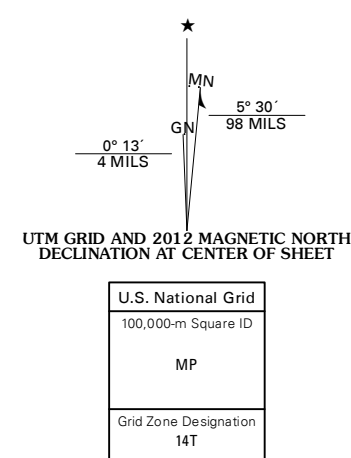 ★
MN
GN
5° 30´
98 MILS
0° 13´
4 MILS
UTM GRID AND 2012 MAGNETIC NORTH
DECLINATION AT CENTER OF SHEET
U.S. National Grid
100,000-m Square ID
MP
Grid Zone Designation
14T